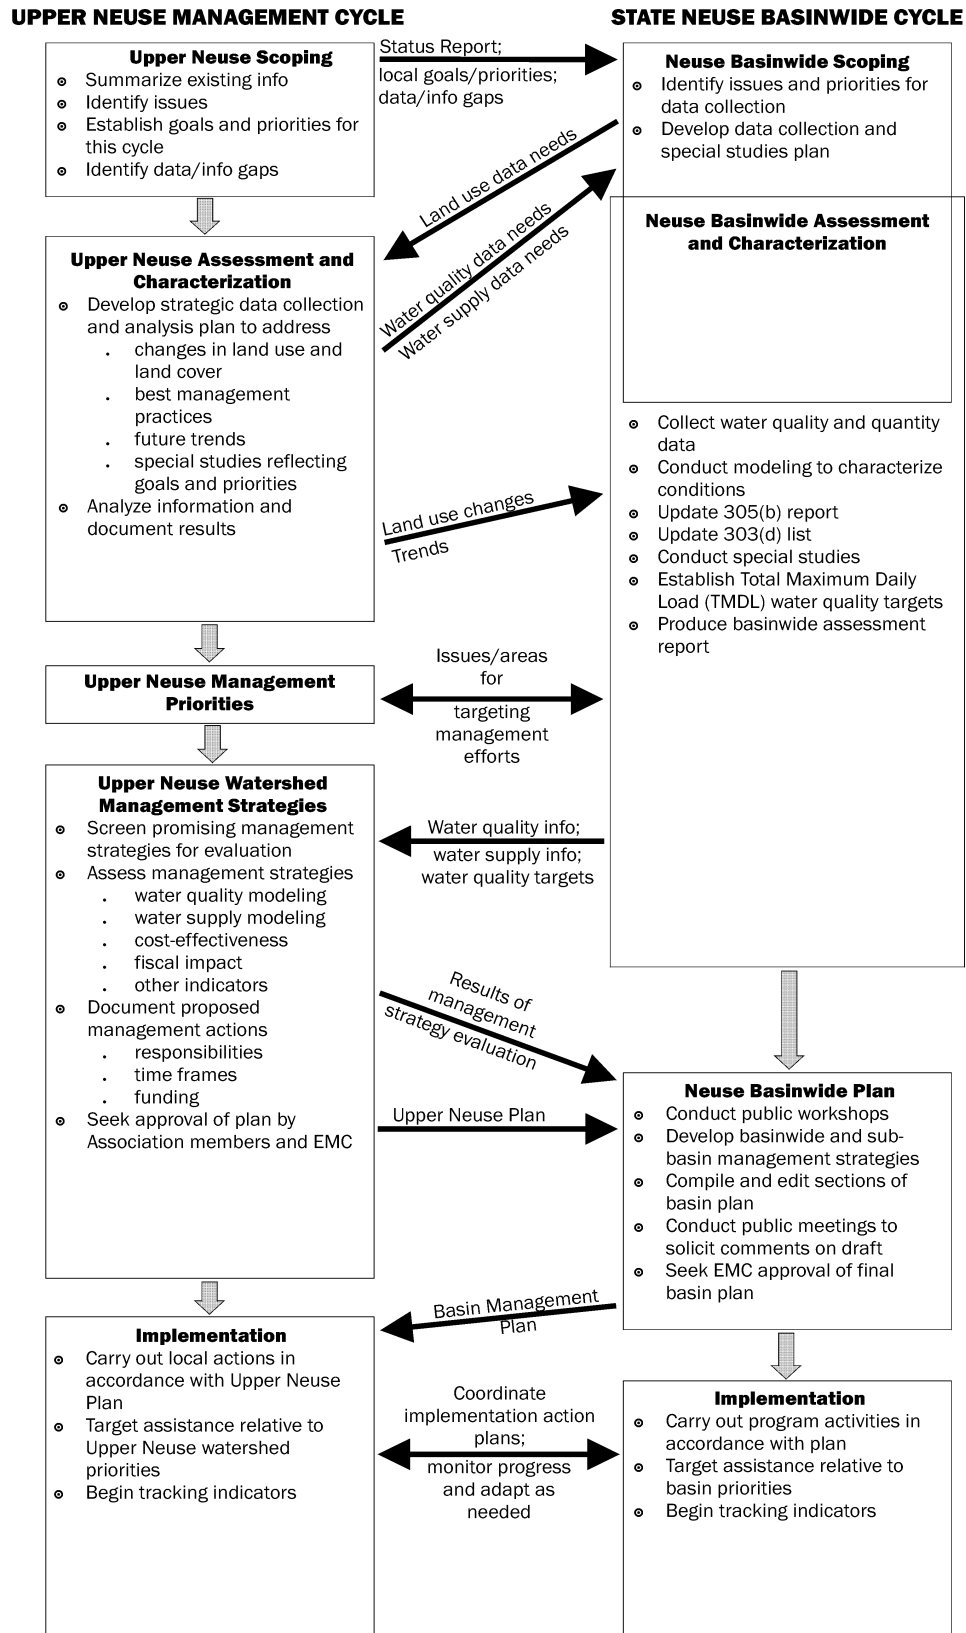 UPPER NEUSE MANAGEMENT CYCLE
STATE NEUSE BASINWIDE CYCLE
Upper Neuse Scoping
Summarize existing info
Identify issues
Establish goals and priorities for
this cycle
Identify data/info gaps
Status Report;
local goals/priorities;
data/info gaps
Neuse Basinwide Scoping
Identify issues and priorities for
data collection
Develop data collection and
special studies plan
Land use data needs
Water quality data needs
Water supply data needs
Upper Neuse Assessment and
Characterization
Develop strategic data collection
and analysis plan to address
changes in land use and
land cover
best management
practices
future trends
special studies reflecting
goals and priorities
Analyze information and
document results
Neuse Basinwide Assessment
and Characterization
Collect water quality and quantity
data
Conduct modeling to characterize
conditions
Update 305(b) report
Update 303(d) list
Conduct special studies
Establish Total Maximum Daily
Load (TMDL) water quality targets
Produce basinwide assessment
report
Land use changes
Trends
Upper Neuse Management
Priorities
Issues/areas
for
targeting
management
efforts
Upper Neuse Watershed
Management Strategies
Screen promising management
strategies for evaluation
Assess management strategies
water quality modeling
water supply modeling
cost-effectiveness
fiscal impact
other indicators
Document proposed
management actions
responsibilities
time frames
funding
Seek approval of plan by
Association members and EMC
Water quality info;
water supply info;
water quality targets
Results of
management
strategy evaluation
Upper Neuse Plan
Neuse Basinwide Plan
Conduct public workshops
Develop basinwide and sub-
basin management strategies
Compile and edit sections of
basin plan
Conduct public meetings to
solicit comments on draft
Seek EMC approval of final
basin plan
Basin Management
Plan
Implementation
Carry out local actions in
accordance with Upper Neuse
Plan
Target assistance relative to
Upper Neuse watershed
priorities
Begin tracking indicators
Coordinate
implementation action
plans;
monitor progress
and adapt as
needed
Implementation
Carry out program activities in
accordance with plan
Target assistance relative to
basin priorities
Begin tracking indicators